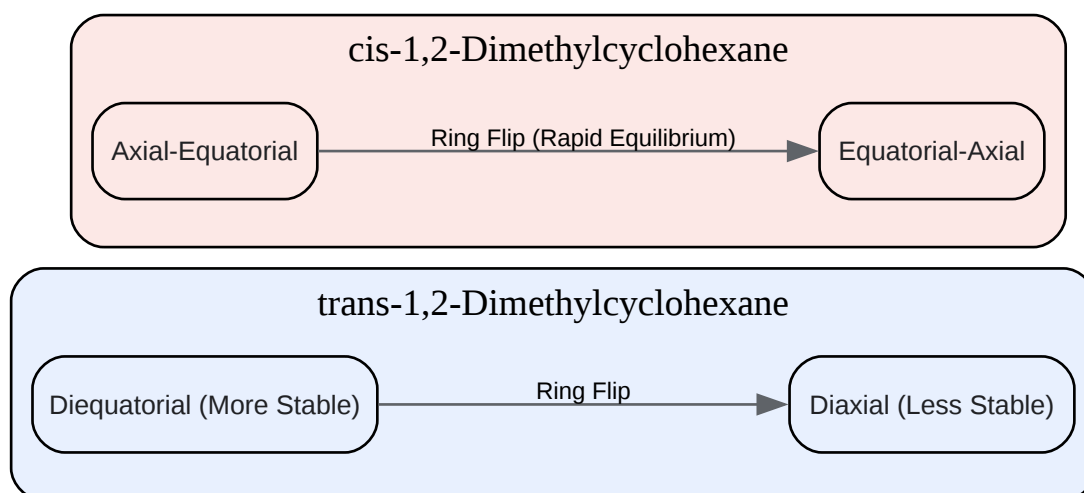 cis-1,2-Dimethylcyclohexane
Axial-Equatorial
Ring Flip (Rapid Equilibrium)
Equatorial-Axial
trans-1,2-Dimethylcyclohexane
Diequatorial (More Stable)
Ring Flip
Diaxial (Less Stable)